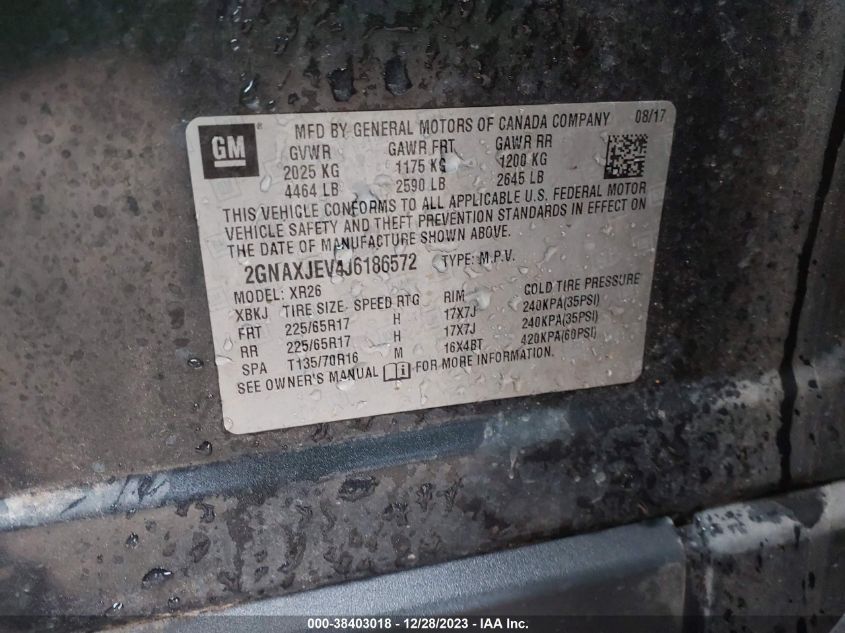 GM ® MFD BY GENERAL MOTORS OF CANADA COMPANY 08/17
GVWR GAWR FRT GAWR RR
2025 KG 1175 KG 1200 KG
4464 LB 2590 LB 2645 LB
THIS VEHICLE CONFORMS TO ALL APPLICABLE U.S. FEDERAL MOTOR
VEHICLE SAFETY AND THEFT PREVENTION STANDARDS IN EFFECT ON
THE DATE OF MANUFACTURE SHOWN ABOVE.
2GNAXJEV4J6186572 TYPE: M.P.V.
MODEL: XR26
XBKJ TIRE SIZE SPEED RTG RIM COLD TIRE PRESSURE
FRT 225/65R17 H 17X7J 240KPA(35PSI)
RR 225/65R17 H 17X7J 240KPA(35PSI)
SPA T135/70R16 M 16X4BT 420KPA(60PSI)
SEE OWNER'S MANUAL FOR MORE INFORMATION.
000-38403018 - 12/28/2023 - © IAA, Inc.